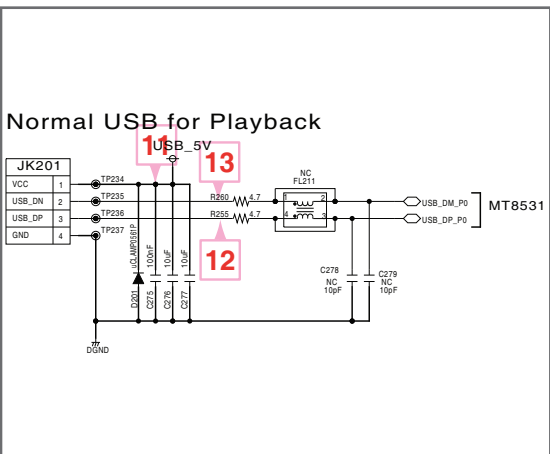 Normal USB for Playback
11
USB_5V
13
JK201
VCC 1
USB_DN 2
USB_DP 3
GND 4
TP234
TP235
TP236
TP237
R260 4.7
R255 4.7
12
NC
FL211
1 2
4 3
USB_DM_P0
USB_DP_P0
MT8531
D201 uCLAMP0561P
C275 100nF
C276 10uF
C277 10uF
C278
NC
10pF
C279
NC
10pF
DGND